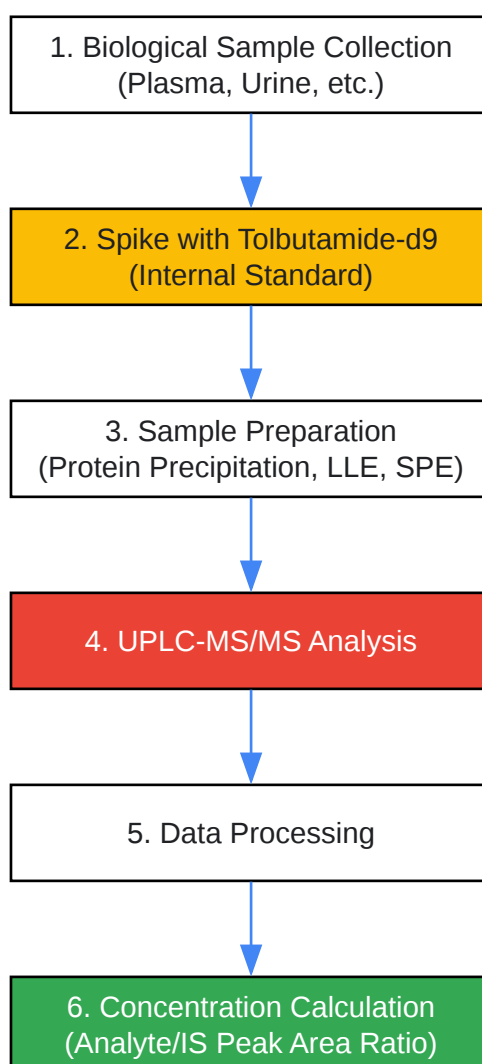 1. Biological Sample Collection
(Plasma, Urine, etc.)
2. Spike with Tolbutamide-d9
(Internal Standard)
3. Sample Preparation
(Protein Precipitation, LLE, SPE)
4. UPLC-MS/MS Analysis
5. Data Processing
6. Concentration Calculation
(Analyte/IS Peak Area Ratio)